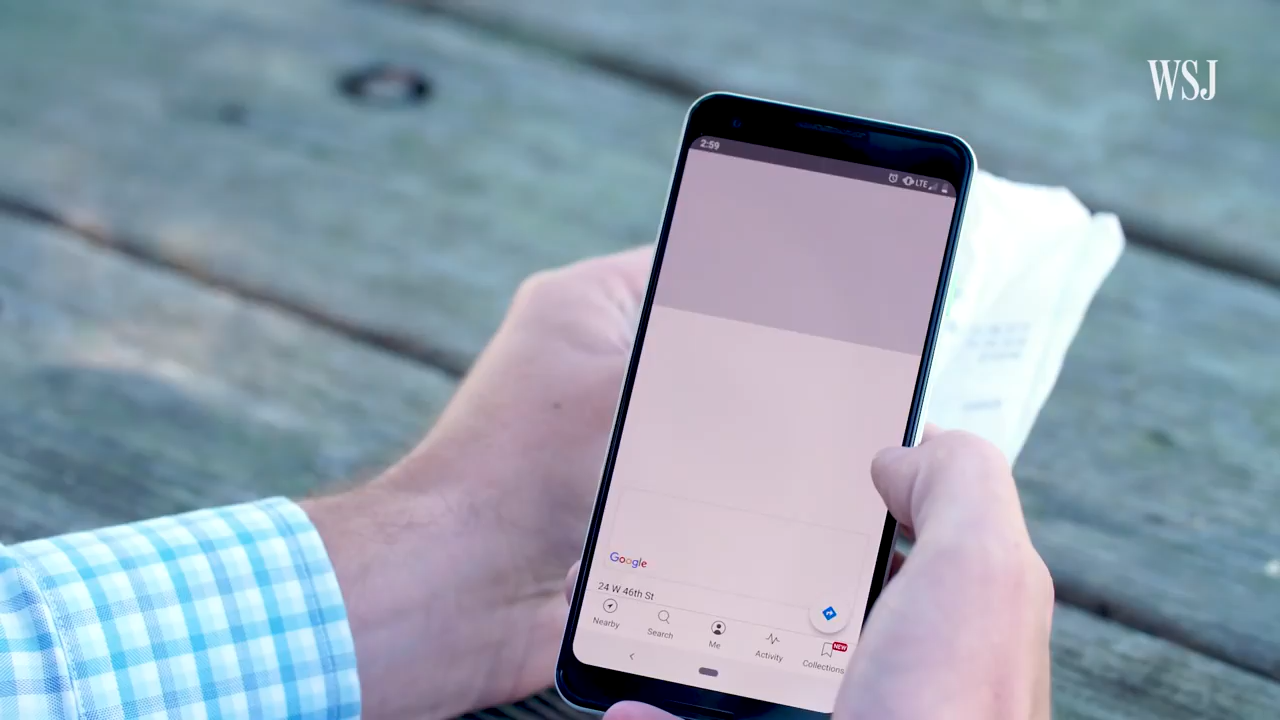 WSJ
2:59
LTE
Google
24 W 46th St
Nearby
Search
Me
Activity
Collections
NEW